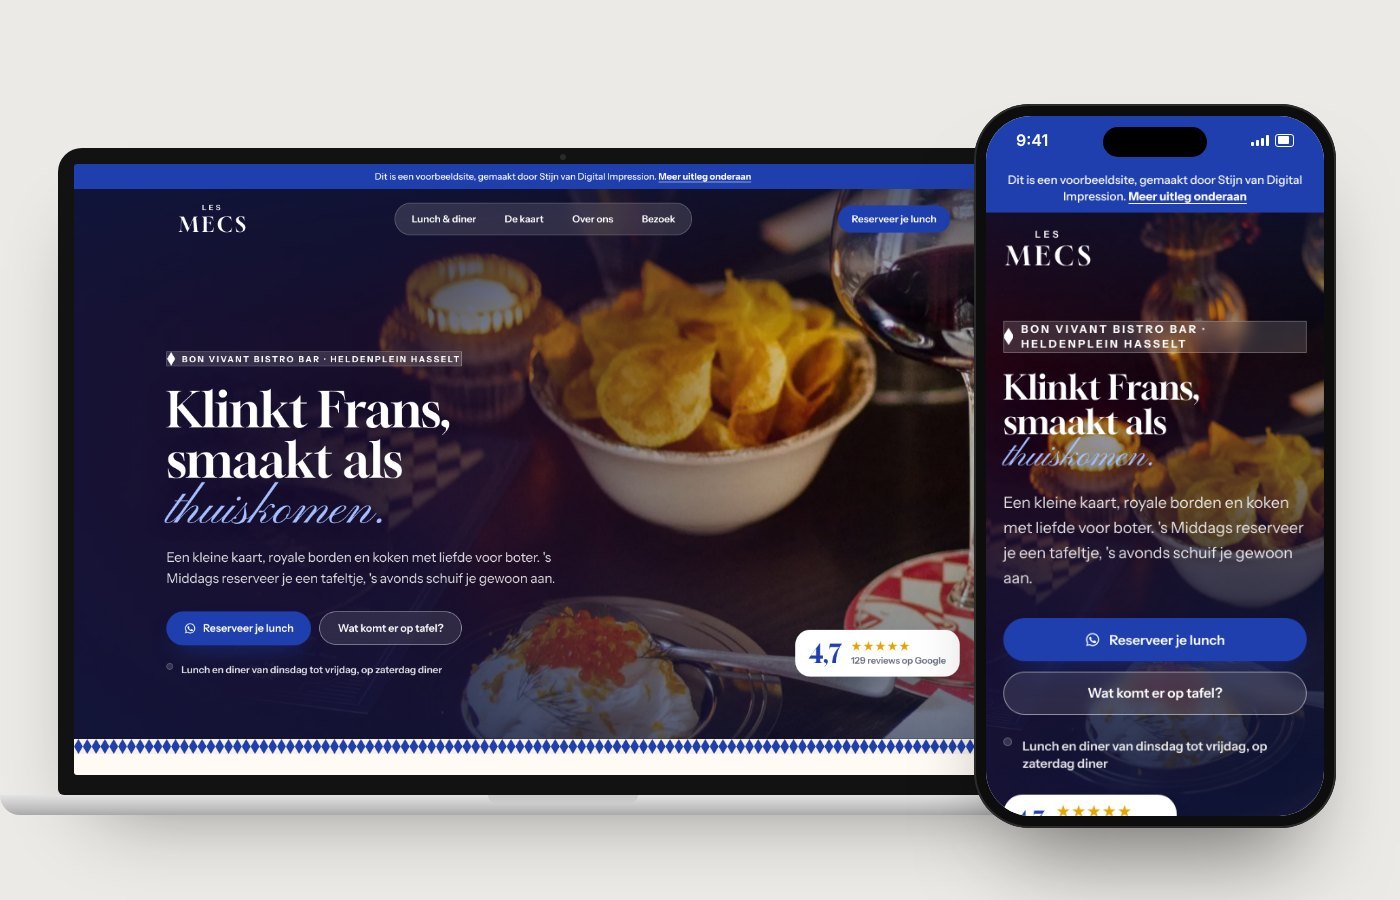 Dit is een voorbeeldsite, gemaakt door Stijn van Digital Impression. Meer uitleg onderaan
LES
MECS
Lunch & diner
De kaart
Over ons
Bezoek
Reserveer je lunch
BON VIVANT BISTRO BAR · HELDENPLEIN HASSELT
Klinkt Frans,
smaakt als
thuiskomen.
Een kleine kaart, royale borden en koken met liefde voor boter. 's
Middags reserveer je een tafeltje, 's avonds schuif je gewoon aan.
Reserveer je lunch
Wat komt er op tafel?
Lunch en diner van dinsdag tot vrijdag, op zaterdag diner
4,7
129 reviews op Google
9:41
Dit is een voorbeeldsite, gemaakt door Stijn van Digital
Impression. Meer uitleg onderaan
LES
MECS
BON VIVANT BISTRO BAR ·
HELDENPLEIN HASSELT
Klinkt Frans,
smaakt als
thuiskomen.
Een kleine kaart, royale borden en koken
met liefde voor boter. 's Middags reserveer
je een tafeltje, 's avonds schuif je gewoon
aan.
Reserveer je lunch
Wat komt er op tafel?
Lunch en diner van dinsdag tot vrijdag, op
zaterdag diner